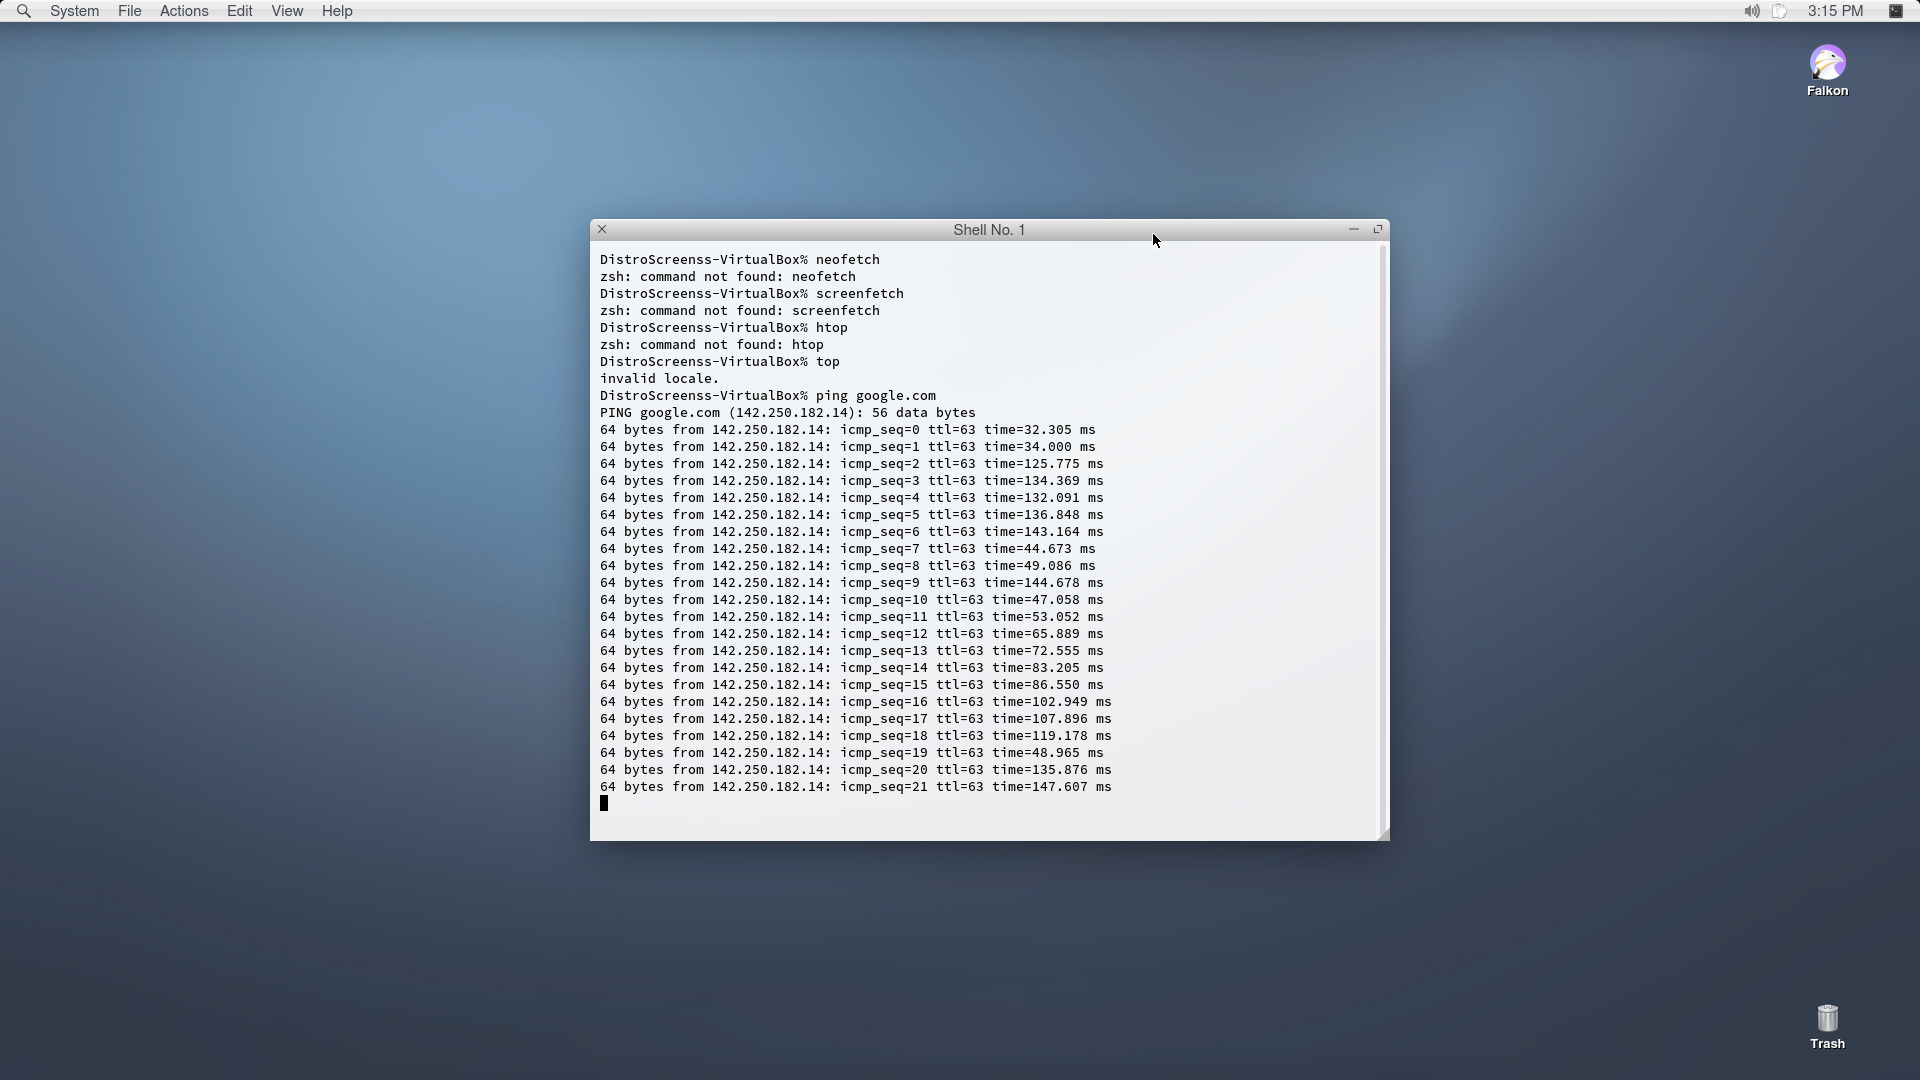 System File Actions Edit View Help 3:15 PM
Falkon
Shell No. 1
DistroScreenss-VirtualBox% neofetch
zsh: command not found: neofetch
DistroScreenss-VirtualBox% screenfetch
zsh: command not found: screenfetch
DistroScreenss-VirtualBox% htop
zsh: command not found: htop
DistroScreenss-VirtualBox% top
invalid locale.
DistroScreenss-VirtualBox% ping google.com
PING google.com (142.250.182.14): 56 data bytes
64 bytes from 142.250.182.14: icmp_seq=0 ttl=63 time=32.305 ms
64 bytes from 142.250.182.14: icmp_seq=1 ttl=63 time=34.000 ms
64 bytes from 142.250.182.14: icmp_seq=2 ttl=63 time=125.775 ms
64 bytes from 142.250.182.14: icmp_seq=3 ttl=63 time=134.369 ms
64 bytes from 142.250.182.14: icmp_seq=4 ttl=63 time=132.091 ms
64 bytes from 142.250.182.14: icmp_seq=5 ttl=63 time=136.848 ms
64 bytes from 142.250.182.14: icmp_seq=6 ttl=63 time=143.164 ms
64 bytes from 142.250.182.14: icmp_seq=7 ttl=63 time=44.673 ms
64 bytes from 142.250.182.14: icmp_seq=8 ttl=63 time=49.086 ms
64 bytes from 142.250.182.14: icmp_seq=9 ttl=63 time=144.678 ms
64 bytes from 142.250.182.14: icmp_seq=10 ttl=63 time=47.058 ms
64 bytes from 142.250.182.14: icmp_seq=11 ttl=63 time=53.052 ms
64 bytes from 142.250.182.14: icmp_seq=12 ttl=63 time=65.889 ms
64 bytes from 142.250.182.14: icmp_seq=13 ttl=63 time=72.555 ms
64 bytes from 142.250.182.14: icmp_seq=14 ttl=63 time=83.205 ms
64 bytes from 142.250.182.14: icmp_seq=15 ttl=63 time=86.550 ms
64 bytes from 142.250.182.14: icmp_seq=16 ttl=63 time=102.949 ms
64 bytes from 142.250.182.14: icmp_seq=17 ttl=63 time=107.896 ms
64 bytes from 142.250.182.14: icmp_seq=18 ttl=63 time=119.178 ms
64 bytes from 142.250.182.14: icmp_seq=19 ttl=63 time=48.965 ms
64 bytes from 142.250.182.14: icmp_seq=20 ttl=63 time=135.876 ms
64 bytes from 142.250.182.14: icmp_seq=21 ttl=63 time=147.607 ms
Trash